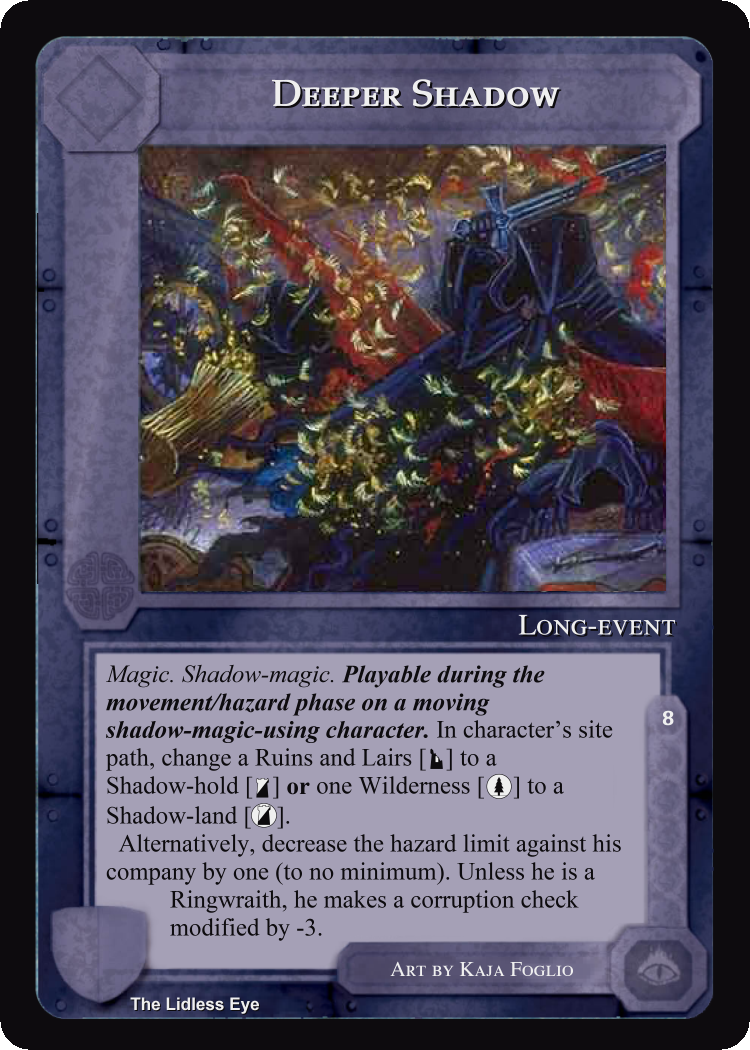 Deeper Shadow
Long-event
Magic. Shadow-magic. Playable during the
movement/hazard phase on a moving
shadow-magic-using character. In character’s site
path, change a Ruins and Lairs [ ] to a
Shadow-hold [ ] or one Wilderness [ ] to a
Shadow-land [ ].
Alternatively, decrease the hazard limit against his
company by one (to no minimum). Unless he is a
Ringwraith, he makes a corruption check
modified by -3.
8
Art by Kaja Foglio
The Lidless Eye